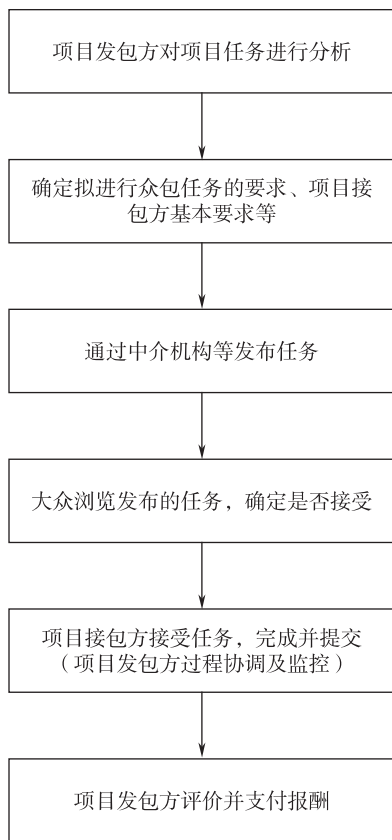 项目发包方对项目任务进行分析
确定拟进行众包任务的要求、项目接
包方基本要求等
通过中介机构等发布任务
大众浏览发布的任务，确定是否接受
项目接包方接受任务，完成并提交
（项目发包方过程协调及监控）
项目发包方评价并支付报酬